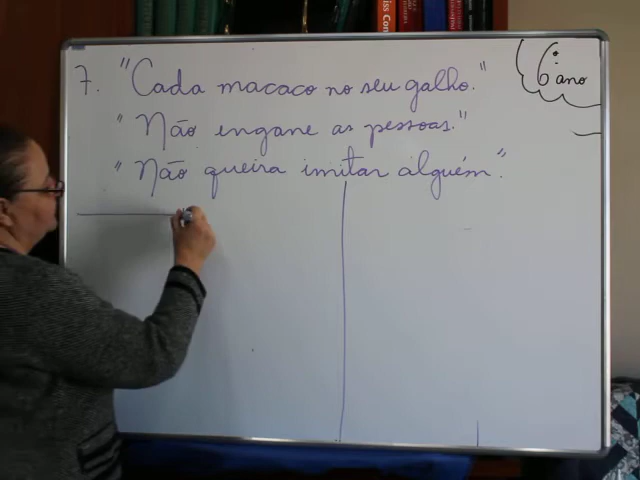 7. "Cada macaco no seu galho."
"Não engane as pessoas."
"Não queira imitar alguém".
6º ano